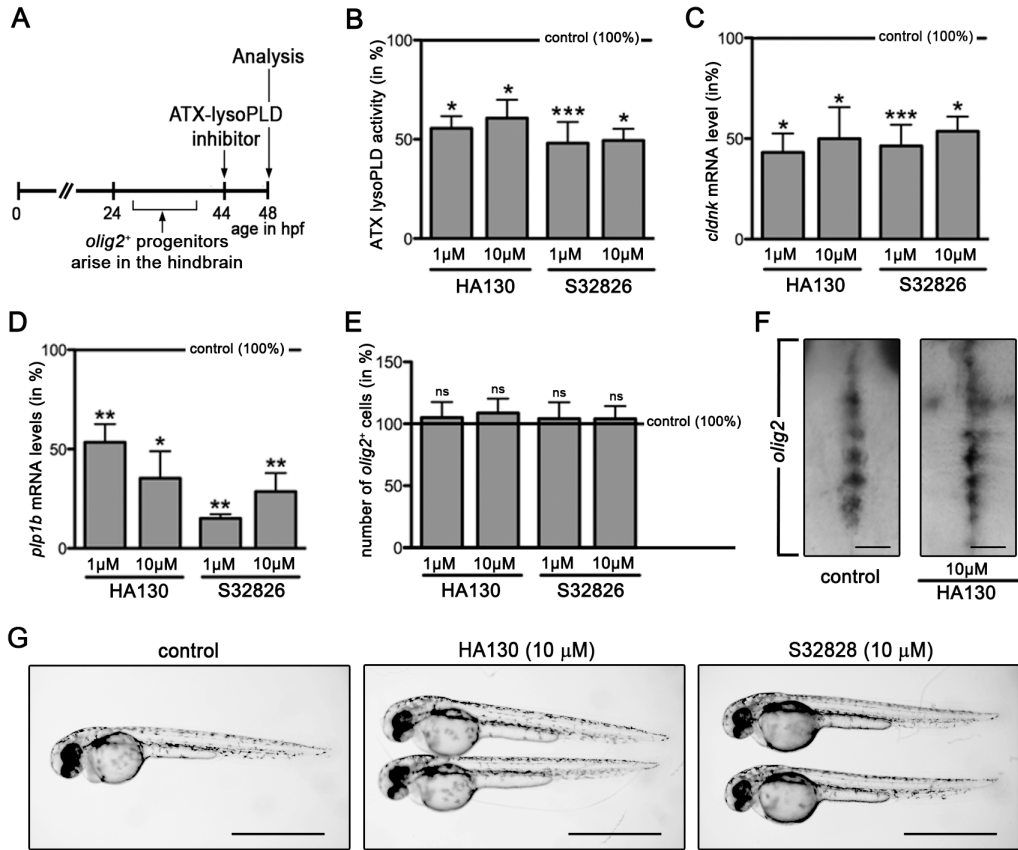 A
Analysis
ATX-lysoPLD
inhibitor
0
24
44
48
age in hpf
olig2+ progenitors
arise in the hindbrain
B
ATX lysoPLD activity (in %)
100
50
0
control (100%)
* * *** *
1µM 10µM 1µM 10µM
HA130 S32826
C
cldnk mRNA level (in%)
100
50
0
control (100%)
* * *** *
1µM 10µM 1µM 10µM
HA130 S32826
D
plp1b mRNA levels (in %)
100
50
0
control (100%)
** * ** **
1µM 10µM 1µM 10µM
HA130 S32826
E
number of olig2+ cells (in %)
150
100
50
0
ns ns ns ns
control (100%)
1µM 10µM 1µM 10µM
HA130 S32826
F
olig2
control
10µM
HA130
G
control
HA130 (10 µM)
S32828 (10 µM)